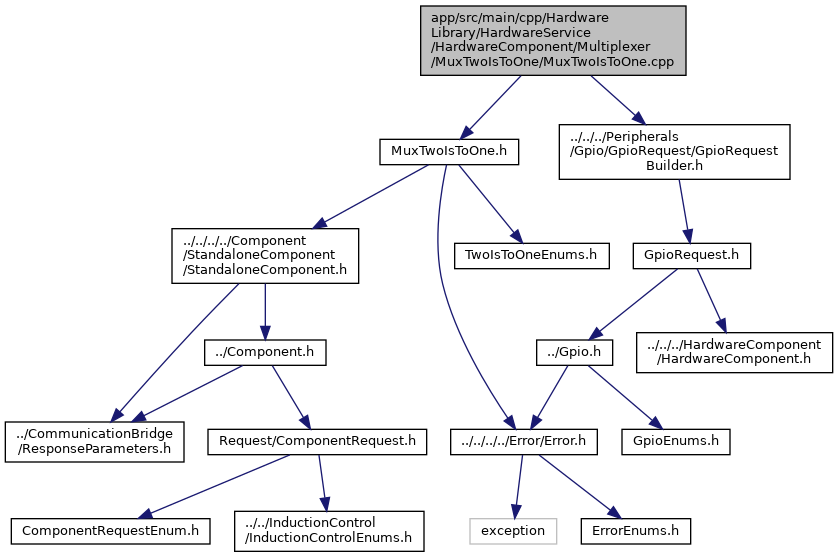 app/src/main/cpp/Hardware
Library/HardwareService
/HardwareComponent/Multiplexer
/MuxTwoIsToOne/MuxTwoIsToOne.cpp
MuxTwoIsToOne.h
../../../Peripherals
/Gpio/GpioRequest/GpioRequest
Builder.h
../../../../Component
/StandaloneComponent
/StandaloneComponent.h
TwoIsToOneEnums.h
GpioRequest.h
../Component.h
../Gpio.h
../../../HardwareComponent
/HardwareComponent.h
../CommunicationBridge
/ResponseParameters.h
Request/ComponentRequest.h
../../../../Error/Error.h
GpioEnums.h
ComponentRequestEnum.h
../../InductionControl
/InductionControlEnums.h
exception
ErrorEnums.h